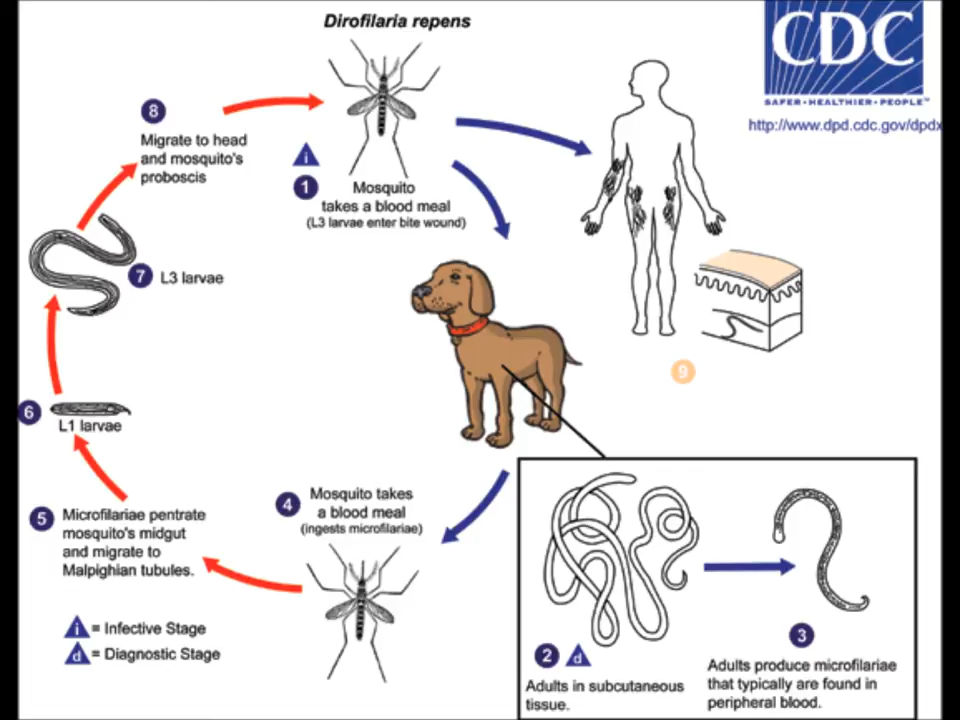 Dirofilaria repens
CDC
SAFER·HEALTHIER·PEOPLE™
http://www.dpd.cdc.gov/dpdx
8
Migrate to head
and mosquito's
proboscis
i
1
Mosquito
takes a blood meal
(L3 larvae enter bite wound)
7
L3 larvae
9
6
L1 larvae
4
Mosquito takes
a blood meal
(ingests microfilariae)
5
Microfilariae pentrate
mosquito's midgut
and migrate to
Malpighian tubules.
i = Infective Stage
d = Diagnostic Stage
2
d
Adults in subcutaneous
tissue.
3
Adults produce microfilariae
that typically are found in
peripheral blood.